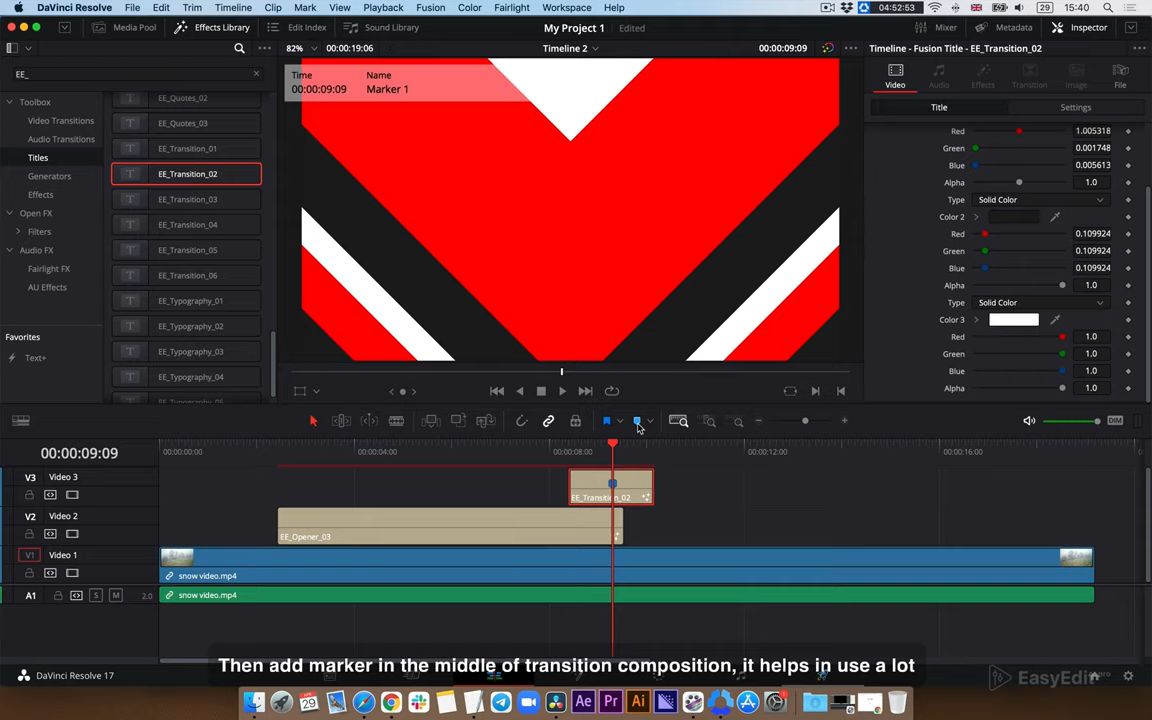 DaVinci Resolve File Edit Trim Timeline Clip Mark View Playback Fusion Color Fairlight Workspace Help 04:52:53 29 15:40
Media Pool Effects Library Edit Index Sound Library My Project 1 Edited Mixer Metadata Inspector
82% 00:00:19:06 Timeline 2 00:00:09:09 Timeline - Fusion Title - EE_Transition_02
EE_
Toolbox
Video Transitions
Audio Transitions
Titles
Generators
Effects
Open FX
Filters
Audio FX
Fairlight FX
AU Effects
Favorites
Text+
EE_Quotes_02
EE_Quotes_03
EE_Transition_01
EE_Transition_02
EE_Transition_03
EE_Transition_04
EE_Transition_05
EE_Transition_06
EE_Typography_01
EE_Typography_02
EE_Typography_03
EE_Typography_04
Time Name
00:00:09:09 Marker 1
Video Audio Effects Transition Image File
Title Settings
Red 1.005318
Green 0.001748
Blue 0.005613
Alpha 1.0
Type Solid Color
Color 2
Red 0.109924
Green 0.109924
Blue 0.109924
Alpha 1.0
Type Solid Color
Color 3
Red 1.0
Green 1.0
Blue 1.0
Alpha 1.0
DIM
00:00:09:09 00:00:00:00 00:00:04:00 00:00:08:00 00:00:12:00 00:00:16:00
V3 Video 3
EE_Transition_02
V2 Video 2
EE_Opener_03
V1 Video 1
snow video.mp4
A1 S M 2.0 snow video.mp4
Then add marker in the middle of transition composition, it helps in use a lot
DaVinci Resolve 17
EasyEdit.pro
29 Ae Pr Ai